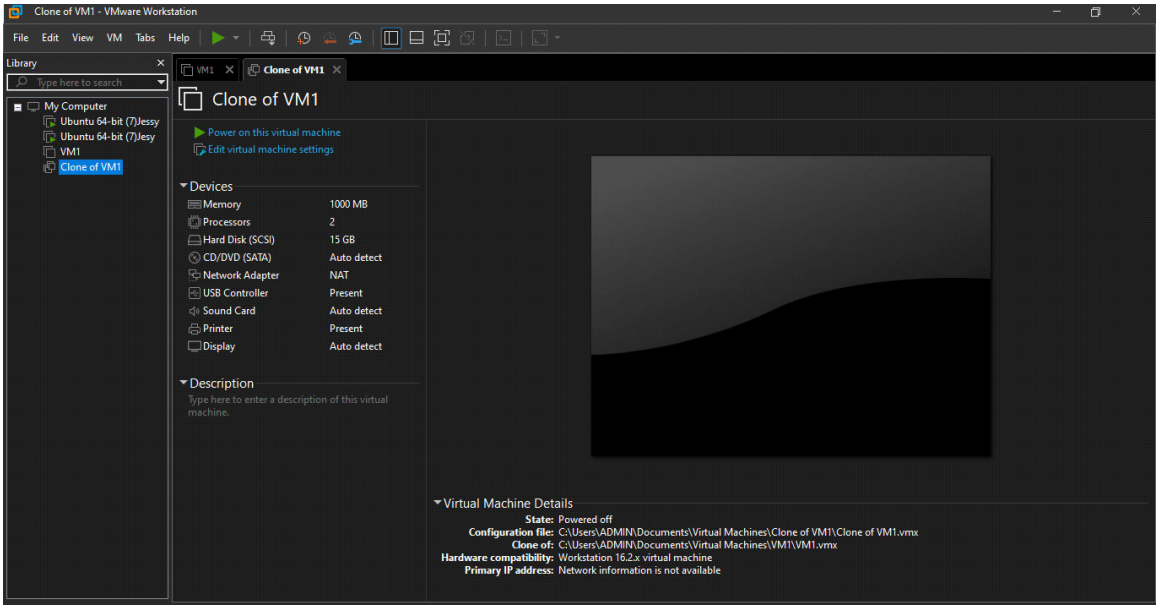 Clone of VM1 - VMware Workstation
File Edit View VM Tabs Help
Library
Type here to search
My Computer
Ubuntu 64-bit (7)Jessy
Ubuntu 64-bit (7)Jesy
VM1
Clone of VM1
VM1 Clone of VM1
Clone of VM1
Power on this virtual machine
Edit virtual machine settings
Devices
Memory 1000 MB
Processors 2
Hard Disk (SCSI) 15 GB
CD/DVD (SATA) Auto detect
Network Adapter NAT
USB Controller Present
Sound Card Auto detect
Printer Present
Display Auto detect
Description
Type here to enter a description of this virtual
machine.
Virtual Machine Details
State: Powered off
Configuration file: C:\Users\ADMIN\Documents\Virtual Machines\Clone of VM1\Clone of VM1.vmx
Clone of: C:\Users\ADMIN\Documents\Virtual Machines\VM1\VM1.vmx
Hardware compatibility: Workstation 16.2.x virtual machine
Primary IP address: Network information is not available